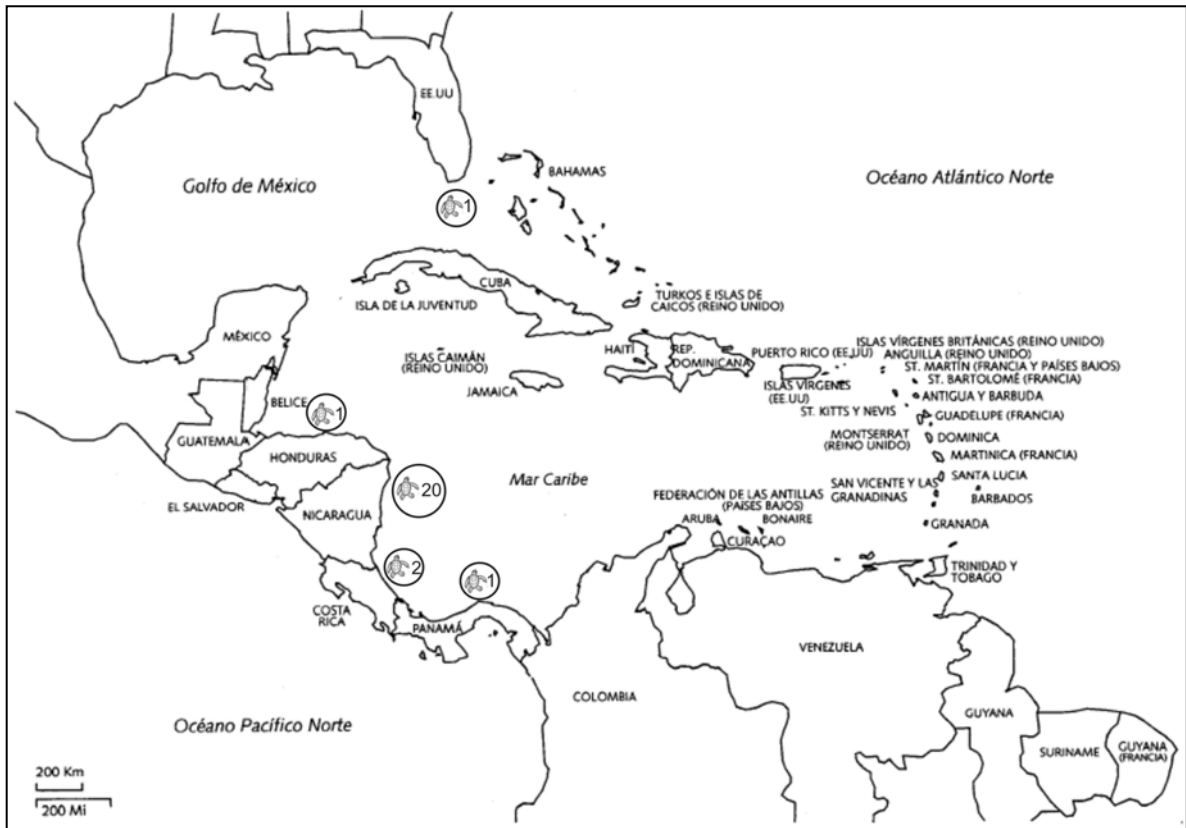 EE.UU
Golfo de México
BAHAMAS
Océano Atlántico Norte
1
CUBA
ISLA DE LA JUVENTUD
TURKOS E ISLAS DE
CAICOS (REINO UNIDO)
MÉXICO
ISLAS CAIMÁN
(REINO UNIDO)
JAMAICA
HAITÍ
REP.
DOMINICANA
PUERTO RICO (EE.UU)
ISLAS VÍRGENES
(EE.UU)
ISLAS VÍRGENES BRITÁNICAS (REINO UNIDO)
ANGUILLA (REINO UNIDO)
ST. MARTÍN (FRANCIA Y PAÍSES BAJOS)
ST. BARTOLOMÉ (FRANCIA)
ANTIGUA Y BARBUDA
ST. KITTS Y NEVIS
GUADELUPE (FRANCIA)
MONTSERRAT
(REINO UNIDO)
DOMINICA
MARTINICA (FRANCIA)
SANTA LUCIA
SAN VICENTE Y LAS
GRANADINAS
BARBADOS
GRANADA
TRINIDAD Y
TOBAGO
BELICE
1
GUATEMALA
HONDURAS
EL SALVADOR
NICARAGUA
20
Mar Caribe
FEDERACIÓN DE LAS ANTILLAS
(PAÍSES BAJOS)
ARUBA
BONAIRE
CURAÇAO
2
1
COSTA
RICA
PANAMÁ
VENEZUELA
COLOMBIA
GUYANA
SURINAME
GUYANA
(FRANCIA)
Océano Pacífico Norte
200 Km
200 Mi